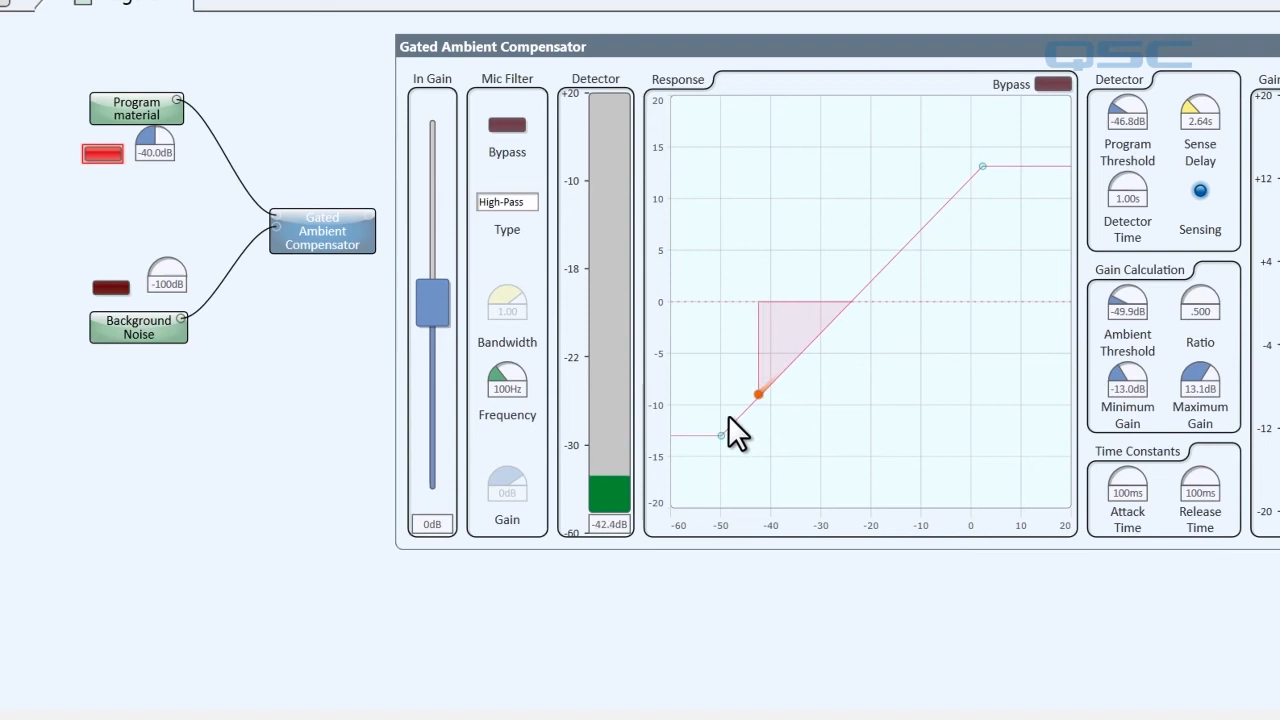 Gated Ambient Compensator
QSC
Program
material
-40.0dB
Gated
Ambient
Compensator
-100dB
Background
Noise
In Gain
0dB
Mic Filter
Bypass
High-Pass
Type
1.00
Bandwidth
100Hz
Frequency
0dB
Gain
Detector
+20
-10
-18
-22
-30
-60
-42.4dB
Response
Bypass
20
15
10
5
0
-5
-10
-15
-20
-60
-50
-40
-30
-20
-10
0
10
20
Detector
-46.8dB
2.64s
Program
Threshold
Sense
Delay
1.00s
Detector
Time
Sensing
Gain Calculation
-49.9dB
.500
Ambient
Threshold
Ratio
-13.0dB
13.1dB
Minimum
Gain
Maximum
Gain
Time Constants
100ms
100ms
Attack
Time
Release
Time
+20
+12
+4
-4
-12
-20